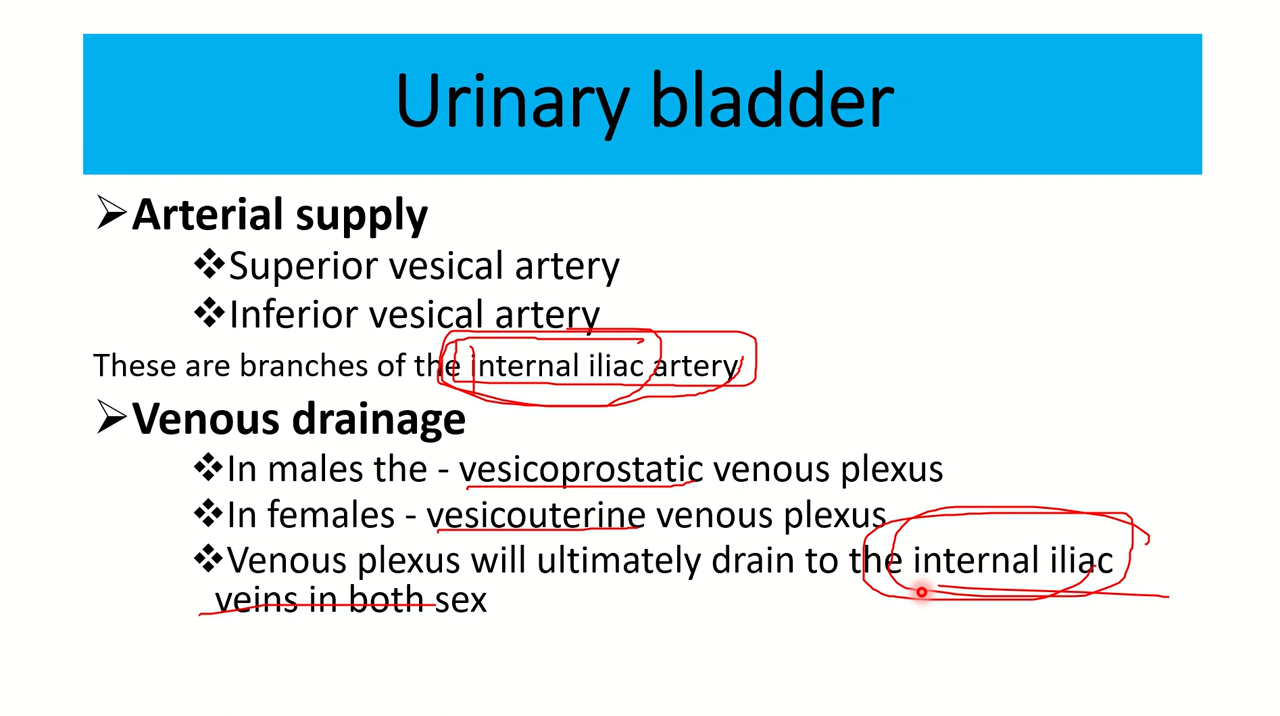 Urinary bladder
➢Arterial supply
❖Superior vesical artery
❖Inferior vesical artery
These are branches of the internal iliac artery
➢Venous drainage
❖In males the - vesicoprostatic venous plexus
❖In females - vesicouterine venous plexus
❖Venous plexus will ultimately drain to the internal iliac
veins in both sex